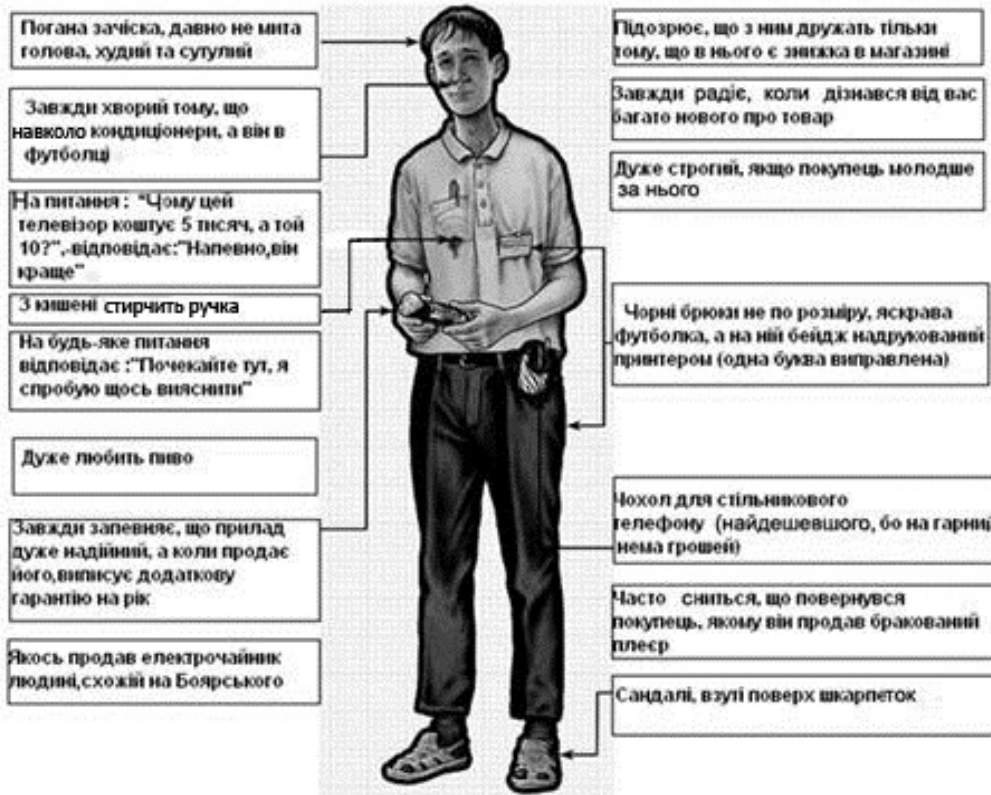 Погана зачіска, давно не мита
голова, худий та сутулий
Завжди хворий тому, що
навколо кондиціонери, а він в
футболці
На питання : "Чому цей
телевізор коштує 5 тисяч, а той
10?",-відповідає:"Напевно,він
краще"
З кишені стирчить ручка
На будь-яке питання
відповідає :"Почекайте тут, я
спробую щось вияснити"
Дуже любить пиво
Завжди запевняє, що прилад
дуже надійний, а коли продає
його,виписує додаткову
гарантію на рік
Якось продав електрочайник
людині,схожій на Боярського
Підозрює, що з ним дружать тільки
тому, що в нього є знижка в магазині
Завжди радіє, коли дізнався від вас
багато нового про товар
Дуже строгий, якщо покупець молодше
за нього
Чорні брюки не по розміру, яскрава
футболка, а на ній бейдж надрукований
принтером (одна буква виправлена)
Чохол для стільникового
телефону (найдешевшого, бо на гарний
нема грошей)
Часто сниться, що повернувся
покупець, якому він продав бракований
плеєр
Сандалі, взуті поверх шкарпеток